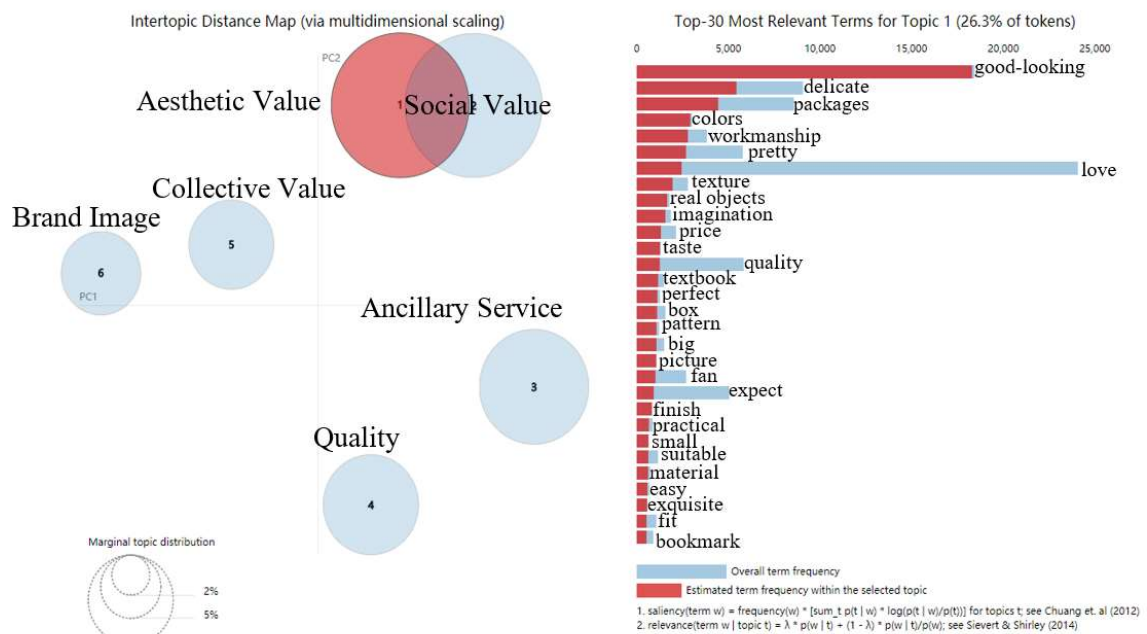 Intertopic Distance Map (via multidimensional scaling)
PC2
Aesthetic Value
1
Social Value
2
Collective Value
5
Brand Image
6
PC1
Ancillary Service
3
Quality
4
Marginal topic distribution
2%
5%
Top-30 Most Relevant Terms for Topic 1 (26.3% of tokens)
0 5,000 10,000 15,000 20,000 25,000
good-looking
delicate
packages
colors
workmanship
pretty
love
texture
real objects
imagination
price
taste
quality
textbook
perfect
box
pattern
big
picture
fan
expect
finish
practical
small
suitable
material
easy
exquisite
fit
bookmark
Overall term frequency
Estimated term frequency within the selected topic
1. saliency(term w) = frequency(w) * [sum_t p(t | w) * log(p(t | w)/p(t))] for topics t; see Chuang et. al (2012)
2. relevance(term w | topic t) = λ * p(w | t) + (1 - λ) * p(w | t)/p(w); see Sievert & Shirley (2014)